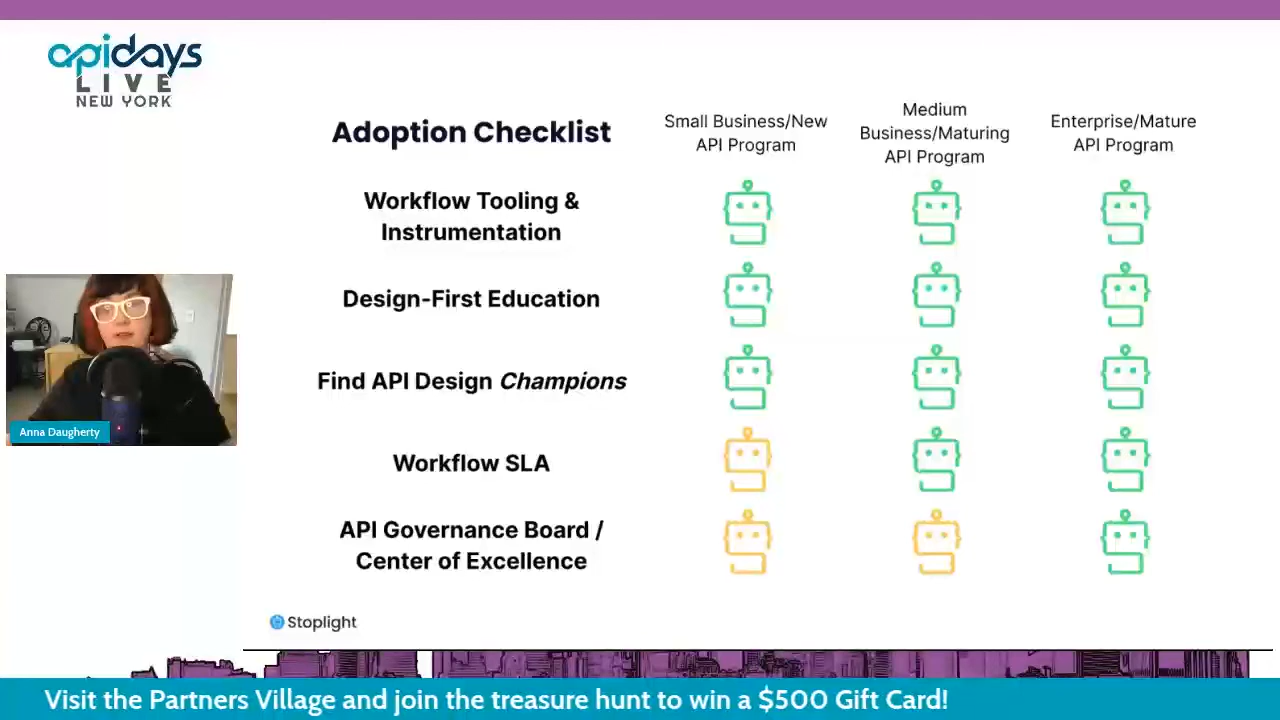 apidays
LIVE
NEW YORK
Adoption Checklist
Small Business/New
API Program
Medium
Business/Maturing
API Program
Enterprise/Mature
API Program
Workflow Tooling &
Instrumentation
Design-First Education
Find API Design Champions
Workflow SLA
API Governance Board /
Center of Excellence
Anna Daugherty
Stoplight
Visit the Partners Village and join the treasure hunt to win a $500 Gift Card!